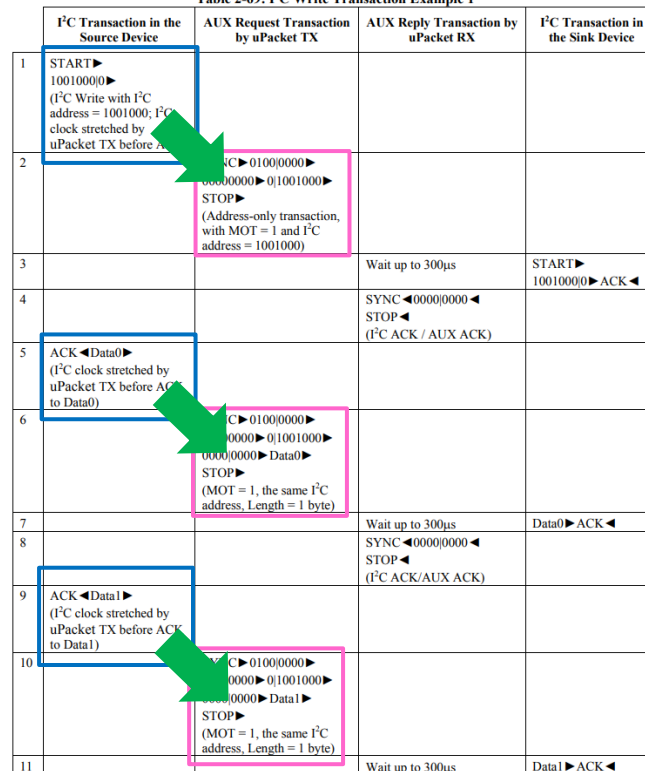 I²C Transaction in the Source Device
AUX Request Transaction by uPacket TX
AUX Reply Transaction by uPacket RX
I²C Transaction in the Sink Device
1
START►
1001000|0►
(I²C Write with I²C
address = 1001000; I²C
clock stretched by
uPacket TX before
2
0100|0000►
0|1001000►
STOP►
(Address-only transaction,
with MOT = 1 and I²C
address = 1001000)
3
Wait up to 300µs
START►
1001000|0►ACK◄
4
SYNC◄0000|0000◄
STOP◄
(I²C ACK / AUX ACK)
5
ACK◄Data0►
(I²C clock stretched by
uPacket TX before ACK
to Data0)
6
0100|0000►
0000►0|1001000►
0000|0000►Data0►
STOP►
(MOT = 1, the same I²C
address, Length = 1 byte)
7
Wait up to 300µs
Data0►ACK◄
8
SYNC◄0000|0000◄
STOP◄
(I²C ACK/AUX ACK)
9
ACK◄Data1►
(I²C clock stretched by
uPacket TX before ACK
to Data1)
10
0100|0000►
0000►0|1001000►
|0000►Data1►
STOP►
(MOT = 1, the same I²C
address, Length = 1 byte)
11
Wait up to 300µs
Data1►ACK◄